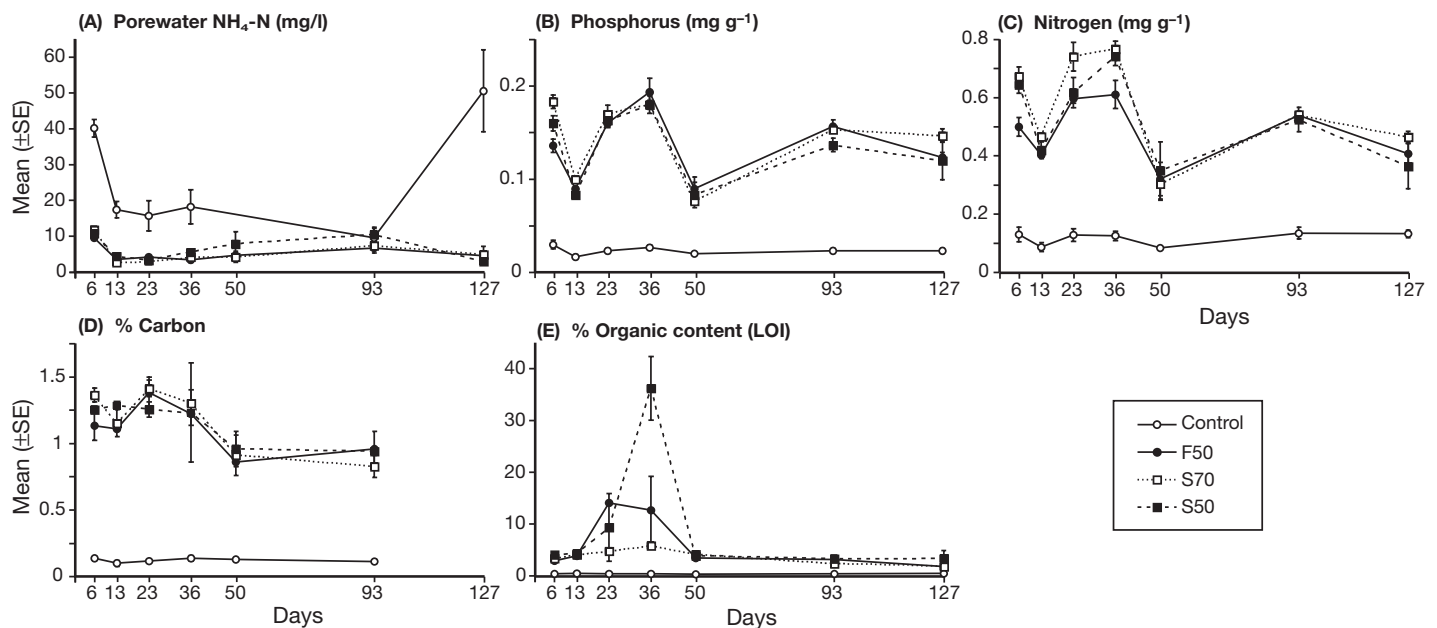 (A) Porewater NH₄-N (mg/l)
60
50
40
30
20
10
0
Mean (±SE)
6 13 23 36 50 93 127
(B) Phosphorus (mg g⁻¹)
0.2
0.1
0
6 13 23 36 50 93 127
(C) Nitrogen (mg g⁻¹)
0.8
0.6
0.4
0.2
0
6 13 23 36 50 93 127
Days
(D) % Carbon
1.5
1
0.5
0
Mean (±SE)
6 13 23 36 50 93 127
Days
(E) % Organic content (LOI)
40
30
20
10
0
6 13 23 36 50 93 127
Days
Control
F50
S70
S50